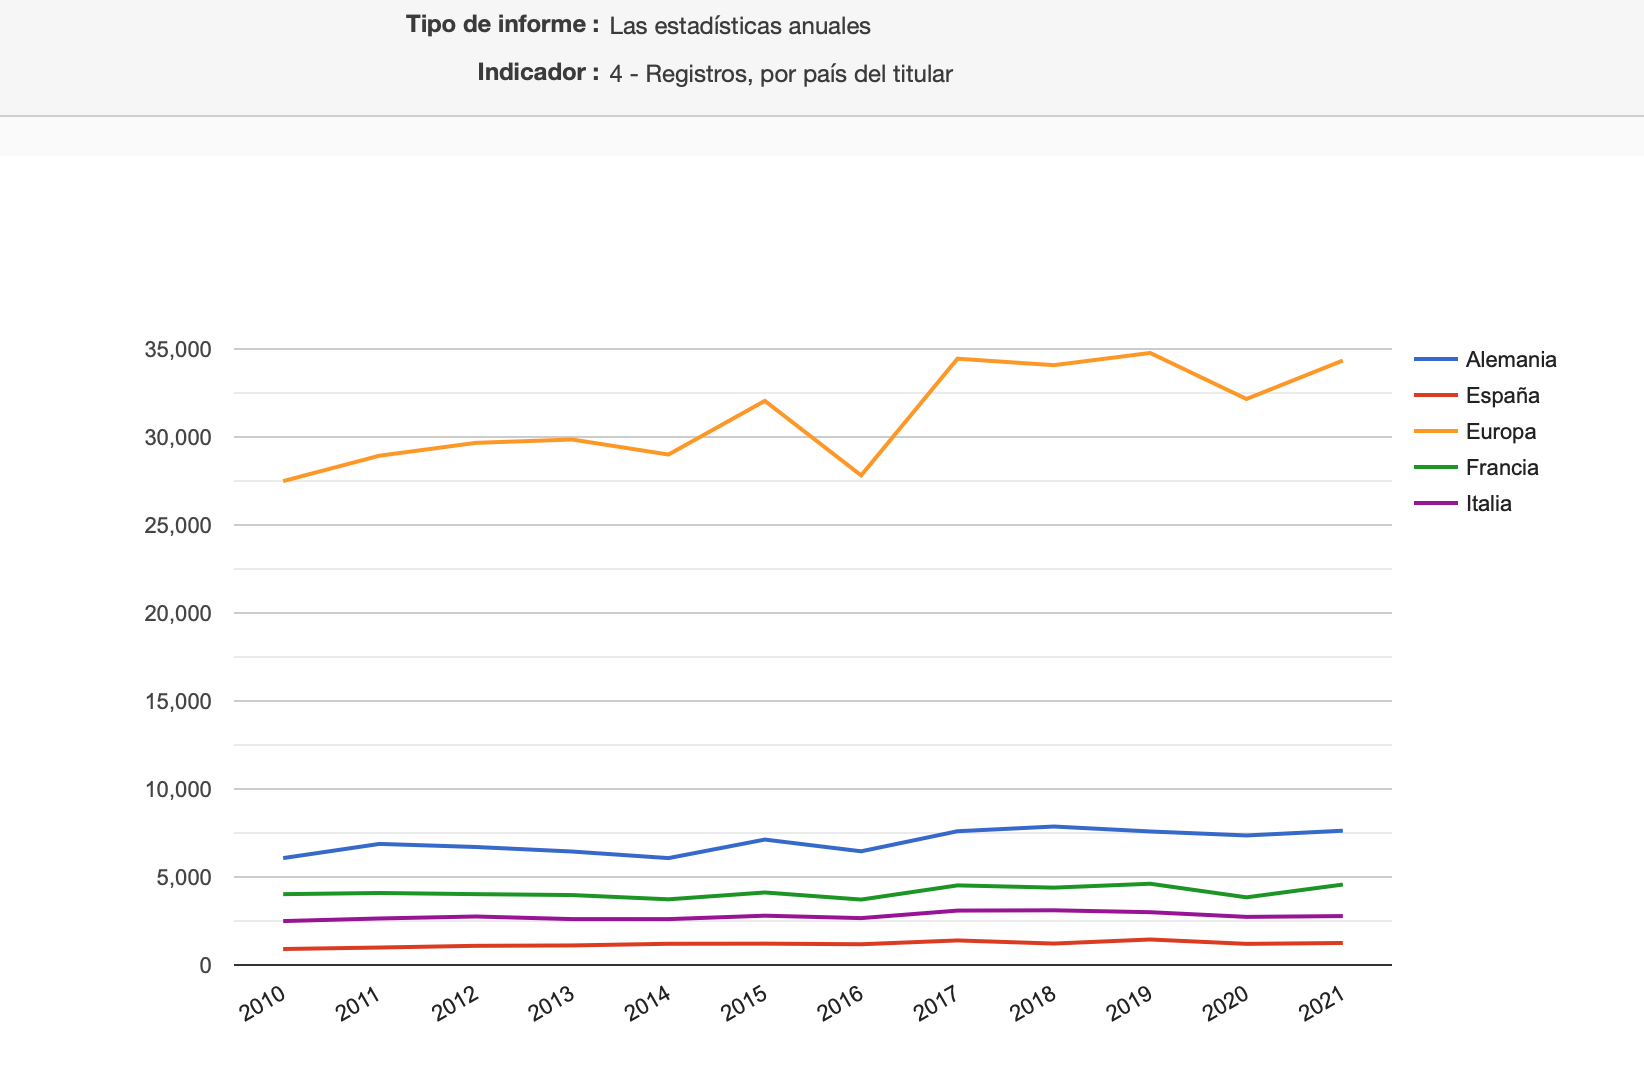 Tipo de informe : Las estadísticas anuales
Indicador : 4 - Registros, por país del titular
35,000
30,000
25,000
20,000
15,000
10,000
5,000
0
2010 2011 2012 2013 2014 2015 2016 2017 2018 2019 2020 2021
Alemania
España
Europa
Francia
Italia